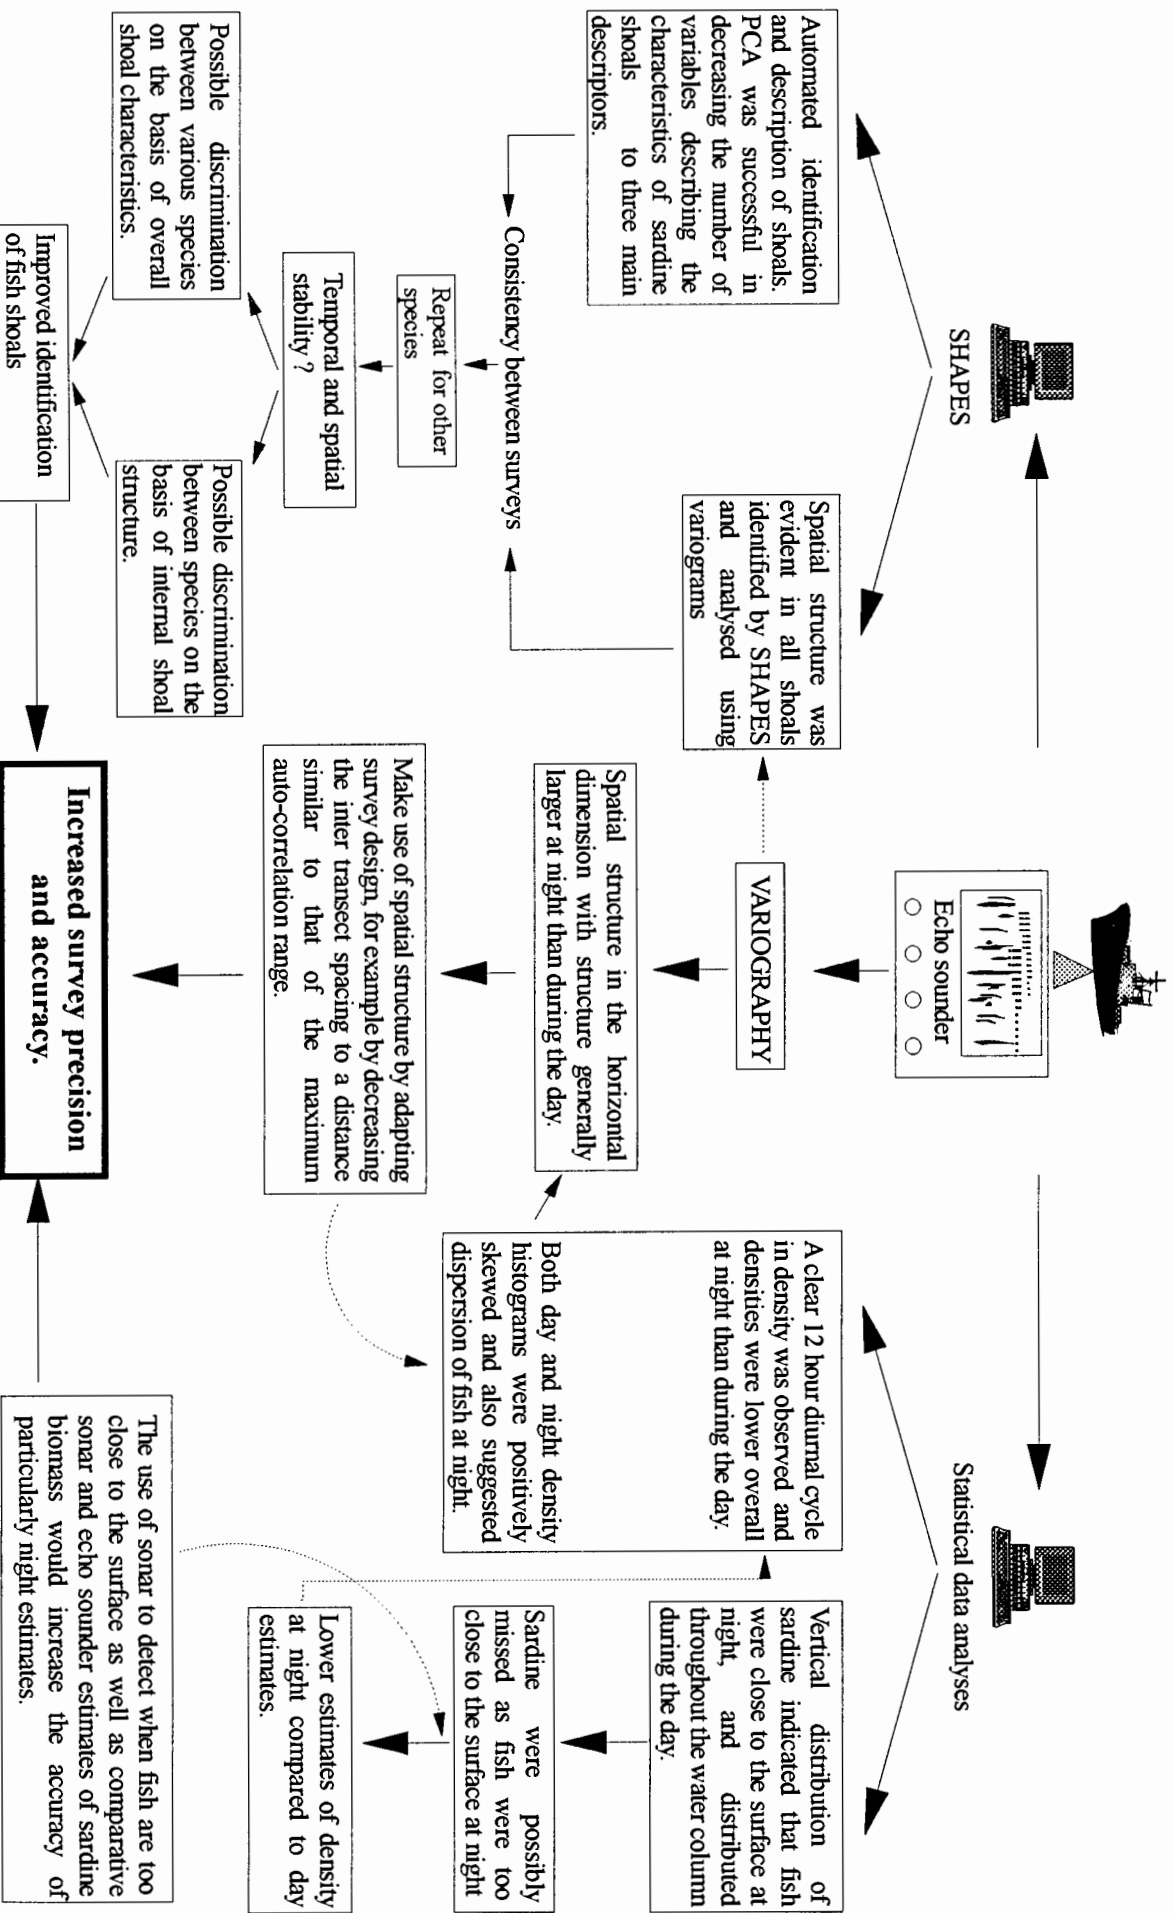 Echo sounder
SHAPES
Statistical data analyses
Automated identification
and description of shoals.
PCA was successful in
decreasing the number of
variables describing the
characteristics of sardine
shoals to three main
descriptors.
Spatial structure was
evident in all shoals
identified by SHAPES
and analysed using
variograms
VARIOGRAPHY
A clear 12 hour diurnal cycle
in density was observed and
densities were lower overall
at night than during the day.
Both day and night density
histograms were positively
skewed and also suggested
dispersion of fish at night.
Vertical distribution of
sardine indicated that fish
were close to the surface at
night, and distributed
throughout the water column
during the day.
Consistency between surveys
Spatial structure in the horizontal
dimension with structure generally
larger at night than during the day.
Sardine were possibly
missed as fish were too
close to the surface at night
Repeat for other
species
Temporal and spatial
stability ?
Make use of spatial structure by adapting
survey design, for example by decreasing
the inter transect spacing to a distance
similar to that of the maximum
auto-correlation range.
Lower estimates of density
at night compared to day
estimates.
Possible discrimination
between various species
on the basis of overall
shoal characteristics.
Possible discrimination
between species on the
basis of internal shoal
structure.
Improved identification
of fish shoals
Increased survey precision
and accuracy.
The use of sonar to detect when fish are too
close to the surface as well as comparative
sonar and echo sounder estimates of sardine
biomass would increase the accuracy of
particularly night estimates.